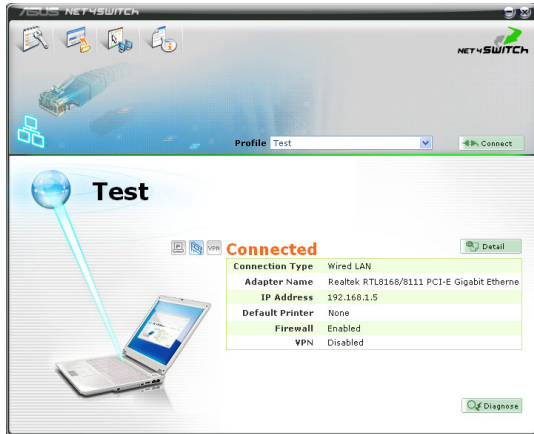 ASUS NET4SWITCH
NET4SWITCH
Profile Test
Connect
Test
VPN
Connected
Detail
Connection Type Wired LAN
Adapter Name Realtek RTL8168/8111 PCI-E Gigabit Etherne
IP Address 192.168.1.5
Default Printer None
Firewall Enabled
VPN Disabled
Diagnose